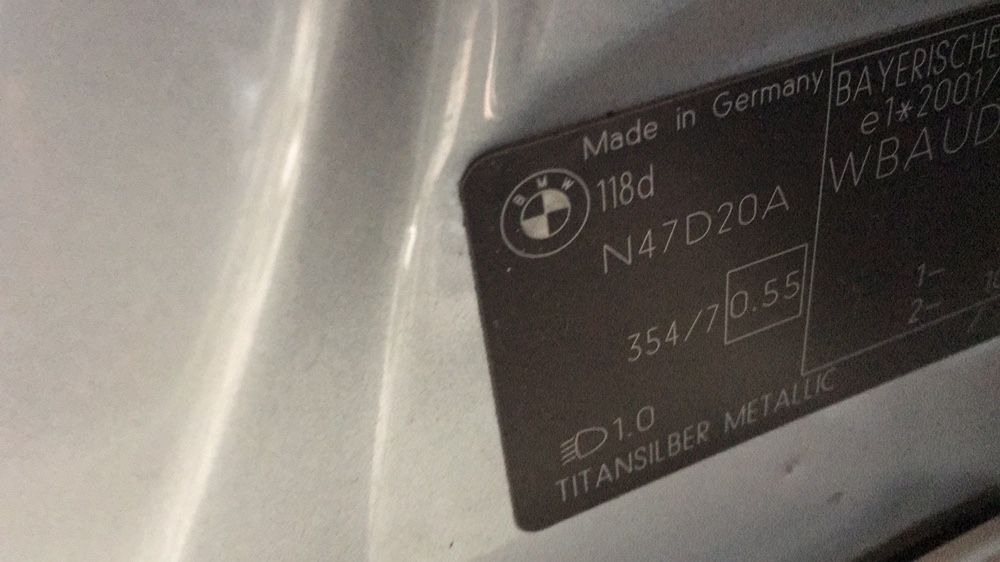 Made in Germany
BMW
118d
N47D20A
354/7 0.55
1.0
TITANSILBER METALLIC
BAYERISCHE
e1*2001/
WBAUD
1-
2-